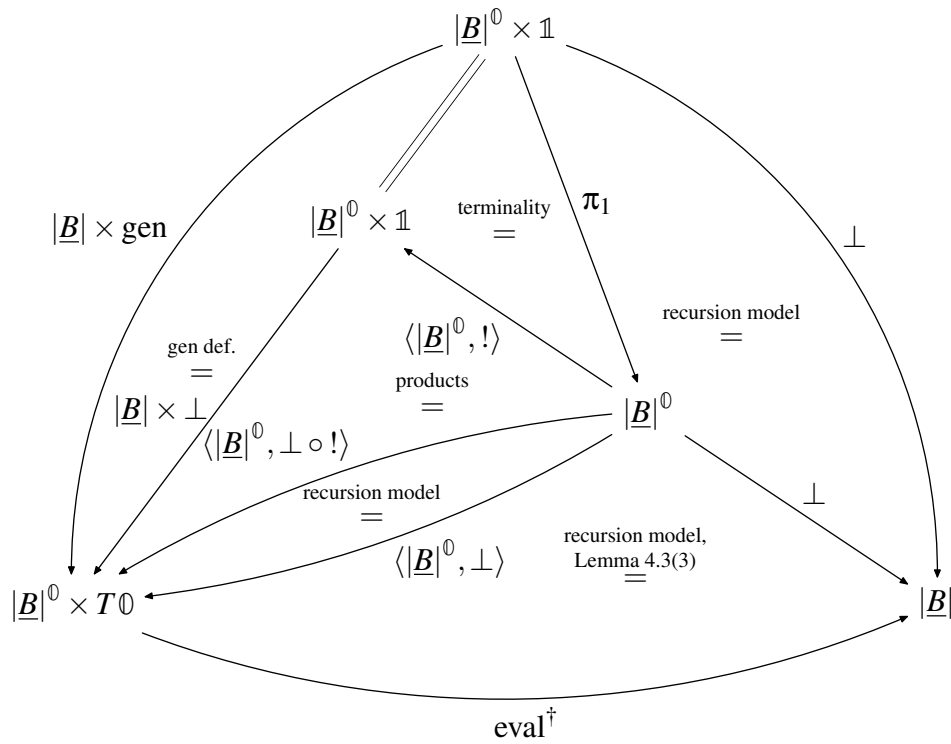 |B|^𝟘 × 𝟙
|B| × gen
|B|^𝟘 × 𝟙
terminality
=
π₁
⊥
recursion model
=
⟨|B|^𝟘, !⟩
gen def.
=
products
=
|B| × ⊥
|B|^𝟘
⟨|B|^𝟘, ⊥ ∘ !⟩
recursion model
=
⊥
⟨|B|^𝟘, ⊥⟩
recursion model,
Lemma 4.3(3)
=
|B|^𝟘 × T𝟘
|B|
eval†